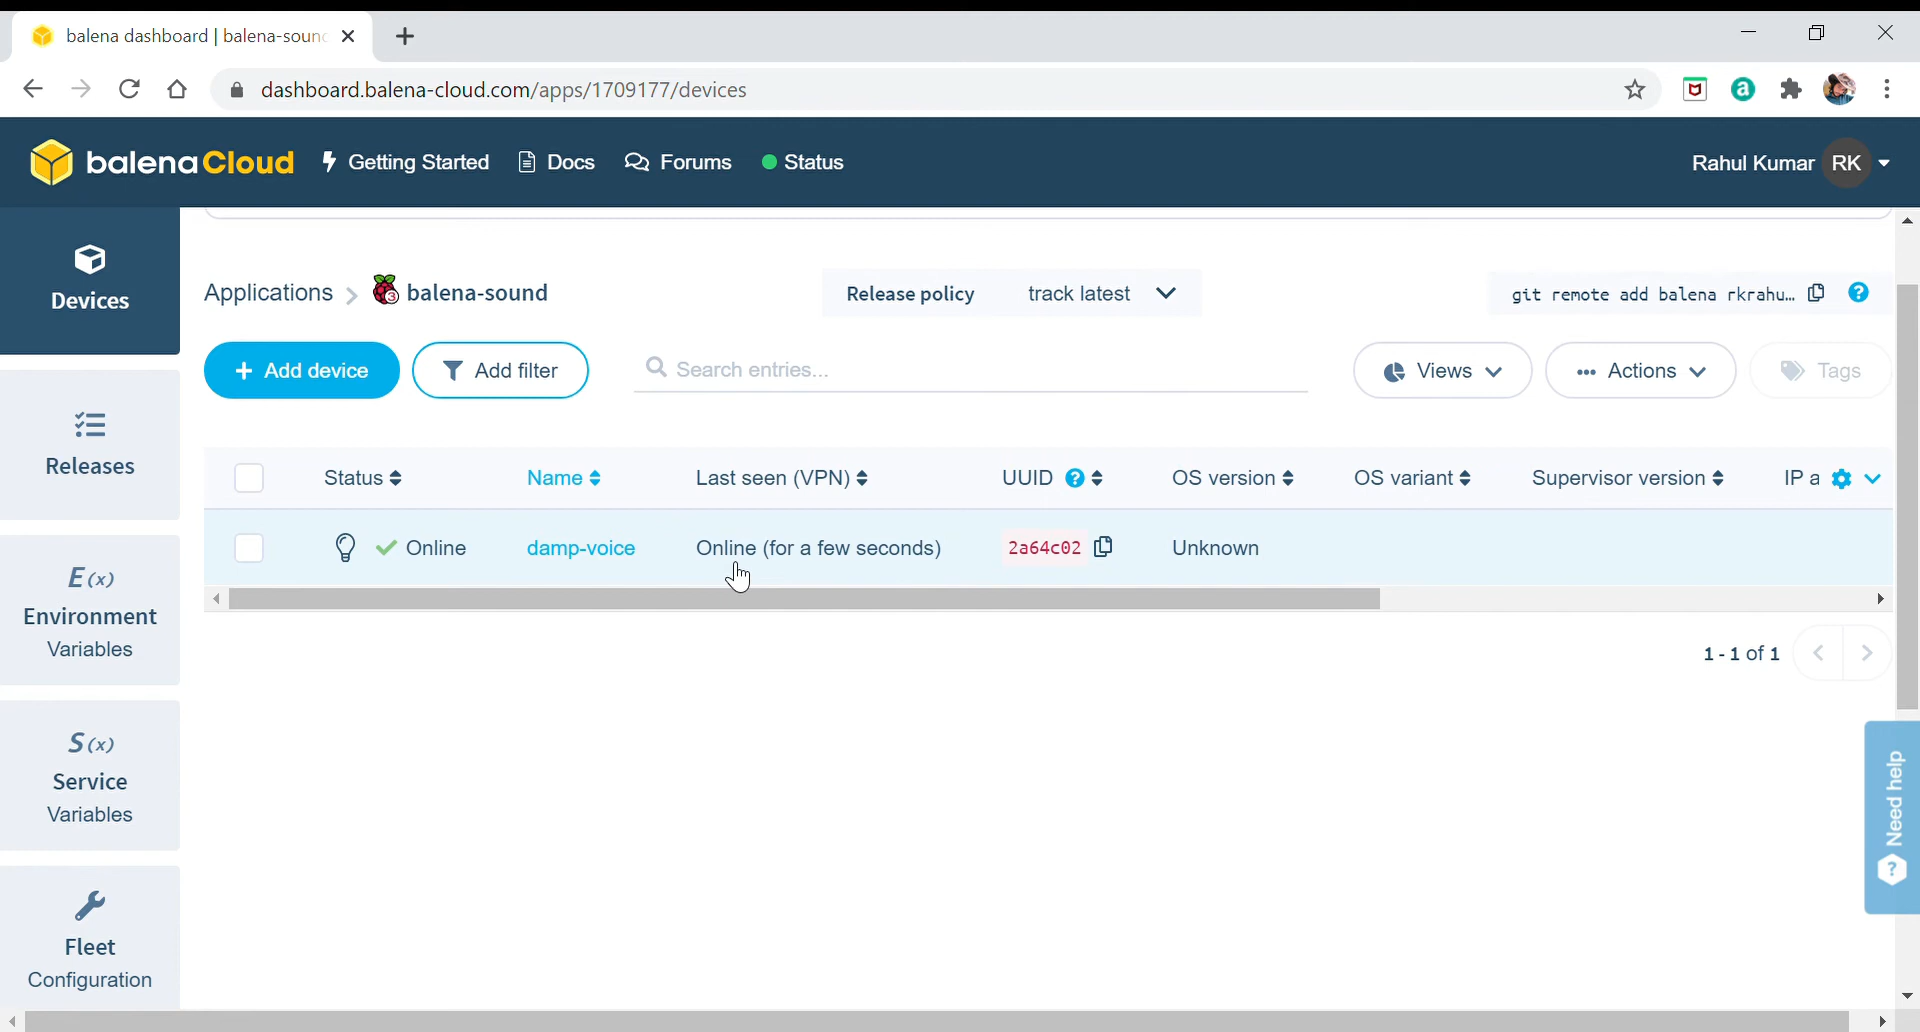 balena dashboard | balena-soun
dashboard.balena-cloud.com/apps/1709177/devices
balenaCloud Getting Started Docs Forums Status Rahul Kumar RK
Devices
Releases
E(x)
Environment
Variables
S(x)
Service
Variables
Fleet
Configuration
Applications balena-sound Release policy track latest git remote add balena rkrahu…
Add device Add filter Search entries... Views Actions Tags
Status Name Last seen (VPN) UUID OS version OS variant Supervisor version IP a
Online damp-voice Online (for a few seconds) 2a64c02 Unknown
1 - 1 of 1
Need help